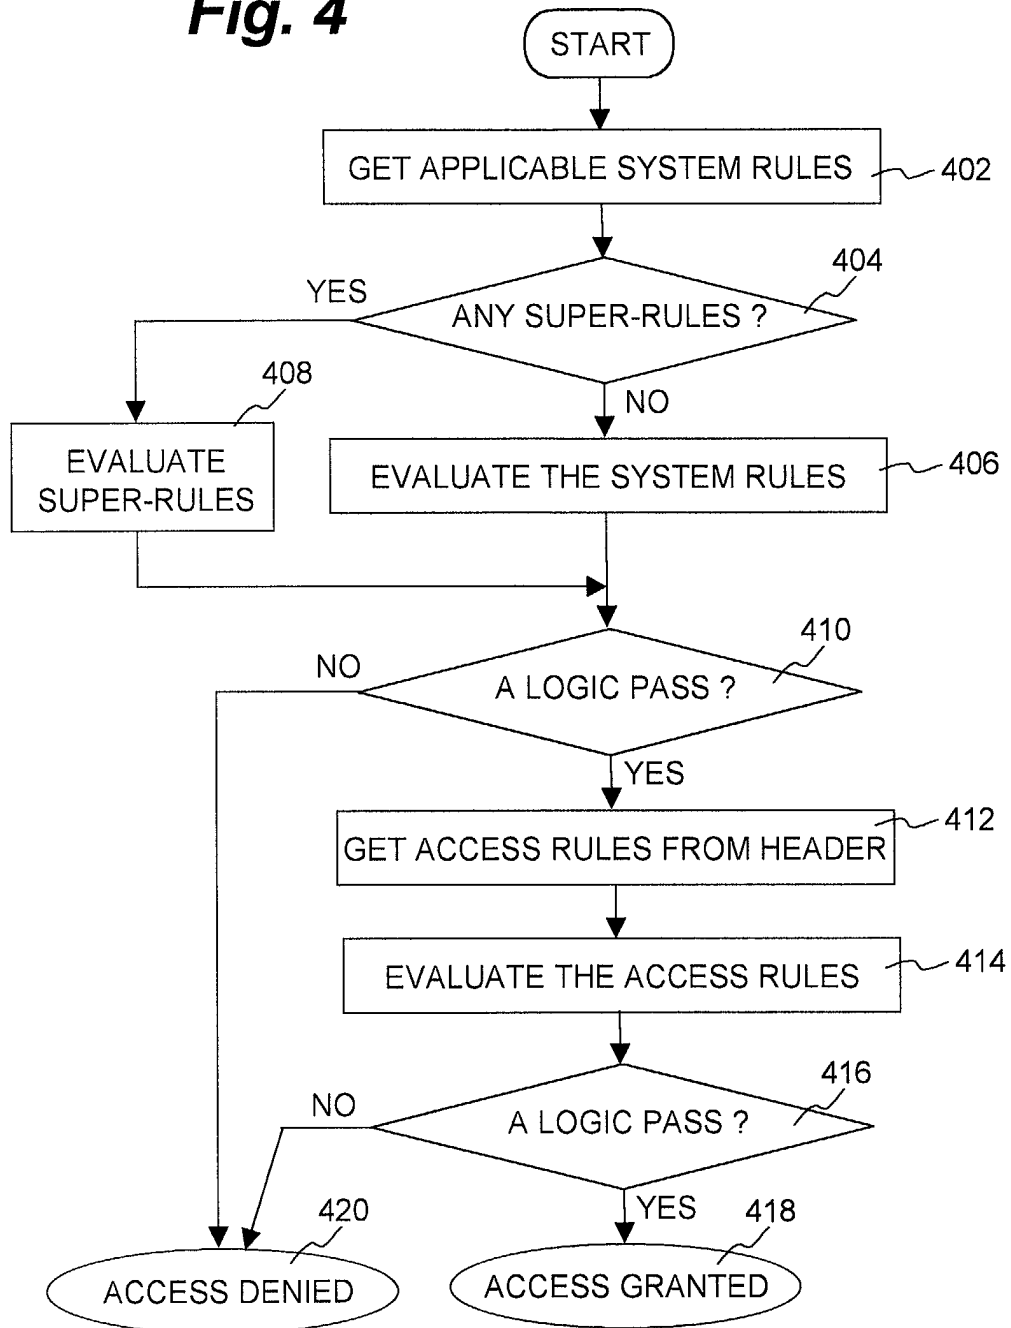 Fig. 4
START
GET APPLICABLE SYSTEM RULES
402
404
YES
ANY SUPER-RULES ?
408
NO
EVALUATE
SUPER-RULES
EVALUATE THE SYSTEM RULES
406
410
NO
A LOGIC PASS ?
YES
412
GET ACCESS RULES FROM HEADER
EVALUATE THE ACCESS RULES
414
416
NO
A LOGIC PASS ?
YES
420
418
ACCESS DENIED
ACCESS GRANTED